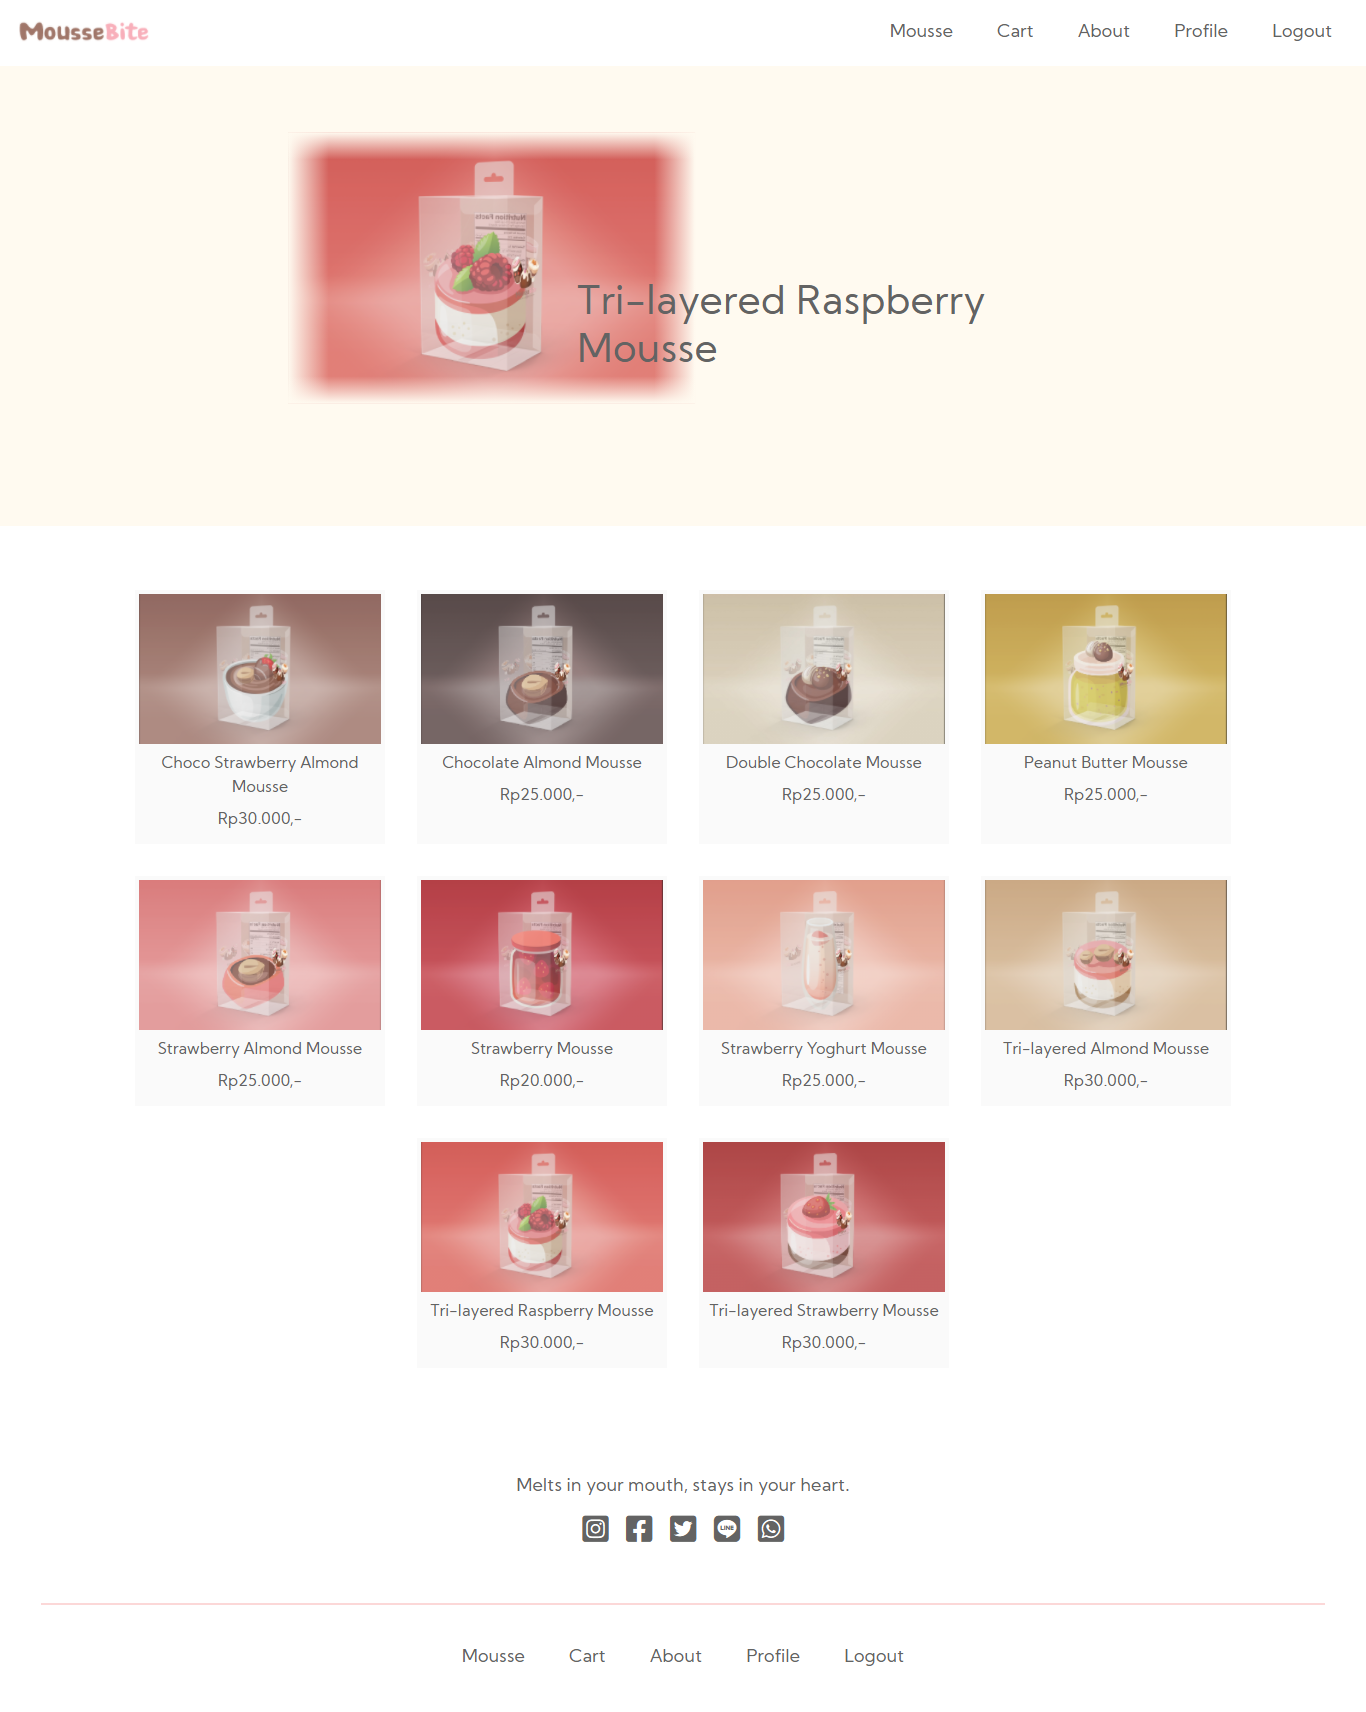 MousseBite
Mousse Cart About Profile Logout
Nutrition Facts
Tri-layered Raspberry
Mousse
Choco Strawberry Almond
Mousse
Rp30.000,-
Chocolate Almond Mousse
Rp25.000,-
Double Chocolate Mousse
Rp25.000,-
Peanut Butter Mousse
Rp25.000,-
Strawberry Almond Mousse
Rp25.000,-
Strawberry Mousse
Rp20.000,-
Strawberry Yoghurt Mousse
Rp25.000,-
Tri-layered Almond Mousse
Rp30.000,-
Tri-layered Raspberry Mousse
Rp30.000,-
Tri-layered Strawberry Mousse
Rp30.000,-
Melts in your mouth, stays in your heart.
LINE
Mousse Cart About Profile Logout